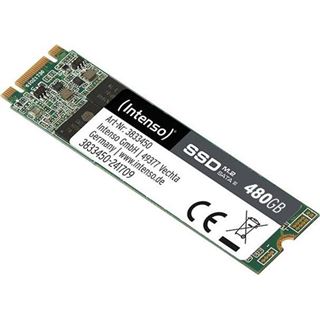 (intenso)
Art-Nr: 3833450
Intenso GmbH | 49377 Vechta
Germany | www.intenso.de
3833450-241709
SSD M.2
SATA III
480GB
CE